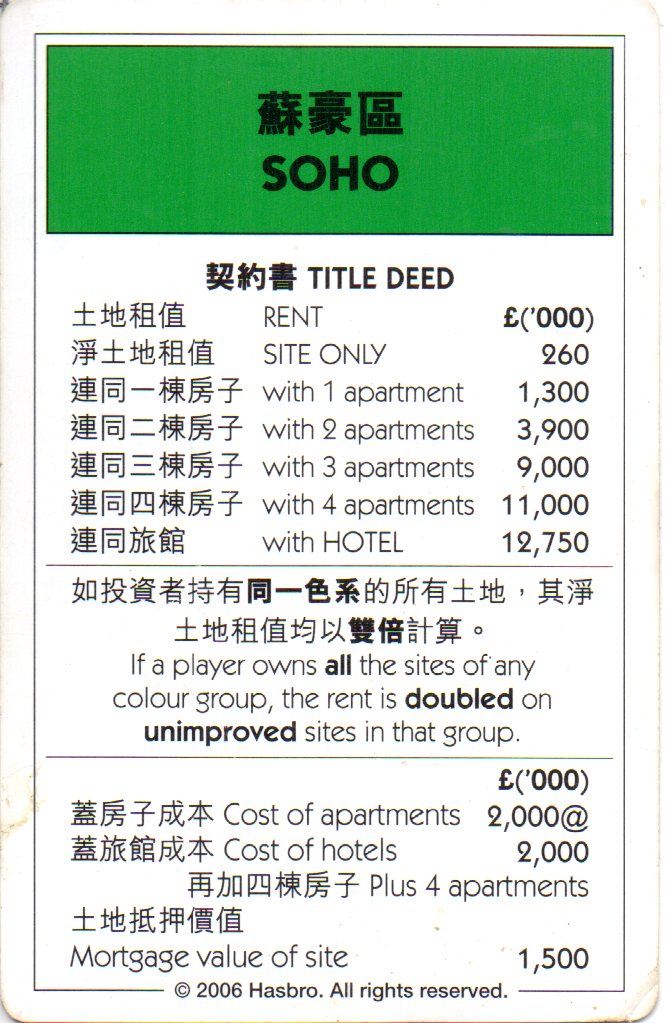 蘇豪區
SOHO
契約書 TITLE DEED
土地租值 RENT £('000)
淨土地租值 SITE ONLY 260
連同一棟房子 with 1 apartment 1,300
連同二棟房子 with 2 apartments 3,900
連同三棟房子 with 3 apartments 9,000
連同四棟房子 with 4 apartments 11,000
連同旅館 with HOTEL 12,750
如投資者持有同一色系的所有土地，其淨
土地租值均以雙倍計算。
If a player owns all the sites of any
colour group, the rent is doubled on
unimproved sites in that group.
£('000)
蓋房子成本 Cost of apartments 2,000@
蓋旅館成本 Cost of hotels 2,000
再加四棟房子 Plus 4 apartments
土地抵押價值
Mortgage value of site 1,500
© 2006 Hasbro. All rights reserved.